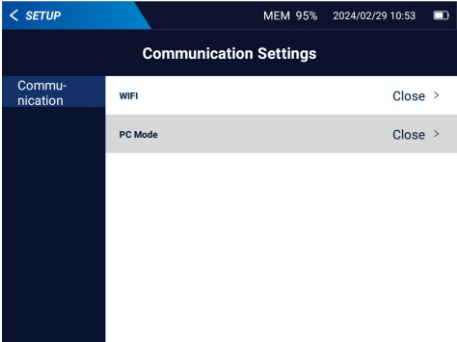 < SETUP MEM 95% 2024/02/29 10:53
Communication Settings
Commu-
nication
WIFI Close >
PC Mode Close >